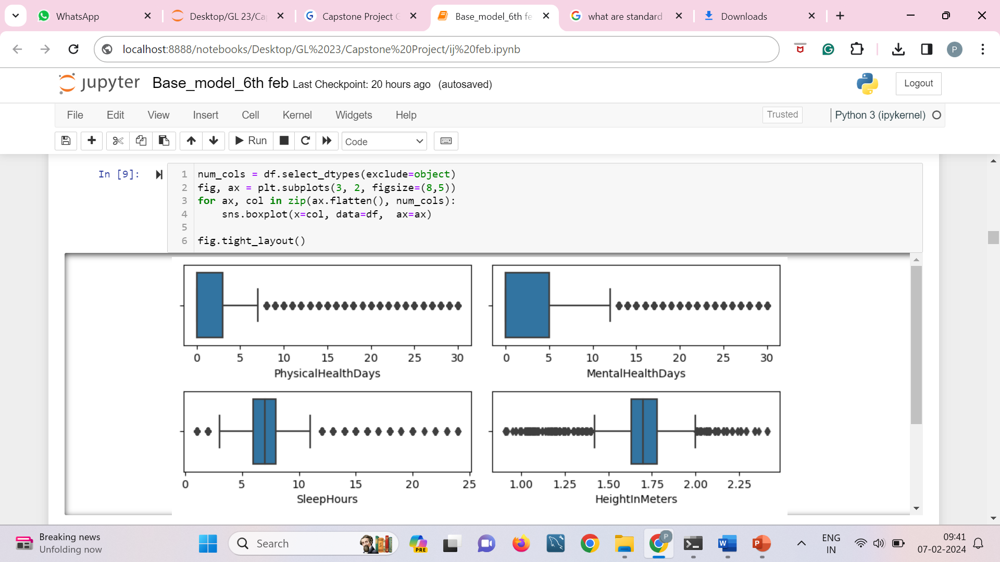 WhatsApp
Desktop/GL 23/Ca
Capstone Project G
Base_model_6th fe
what are standard
Downloads
localhost:8888/notebooks/Desktop/GL%2023/Capstone%20Project/ij%20feb.ipynb
P
jupyter Base_model_6th feb Last Checkpoint: 20 hours ago (autosaved)
Logout
File Edit View Insert Cell Kernel Widgets Help
Trusted
Python 3 (ipykernel)
Run
Code
In [9]:
1 num_cols = df.select_dtypes(exclude=object)
2 fig, ax = plt.subplots(3, 2, figsize=(8,5))
3 for ax, col in zip(ax.flatten(), num_cols):
4     sns.boxplot(x=col, data=df,  ax=ax)
5
6 fig.tight_layout()
0 5 10 15 20 25 30
PhysicalHealthDays
0 5 10 15 20 25 30
MentalHealthDays
0 5 10 15 20 25
SleepHours
1.00 1.25 1.50 1.75 2.00 2.25
HeightInMeters
Breaking news
Unfolding now
Search
PRE
P
W
P
ENG
IN
09:41
07-02-2024